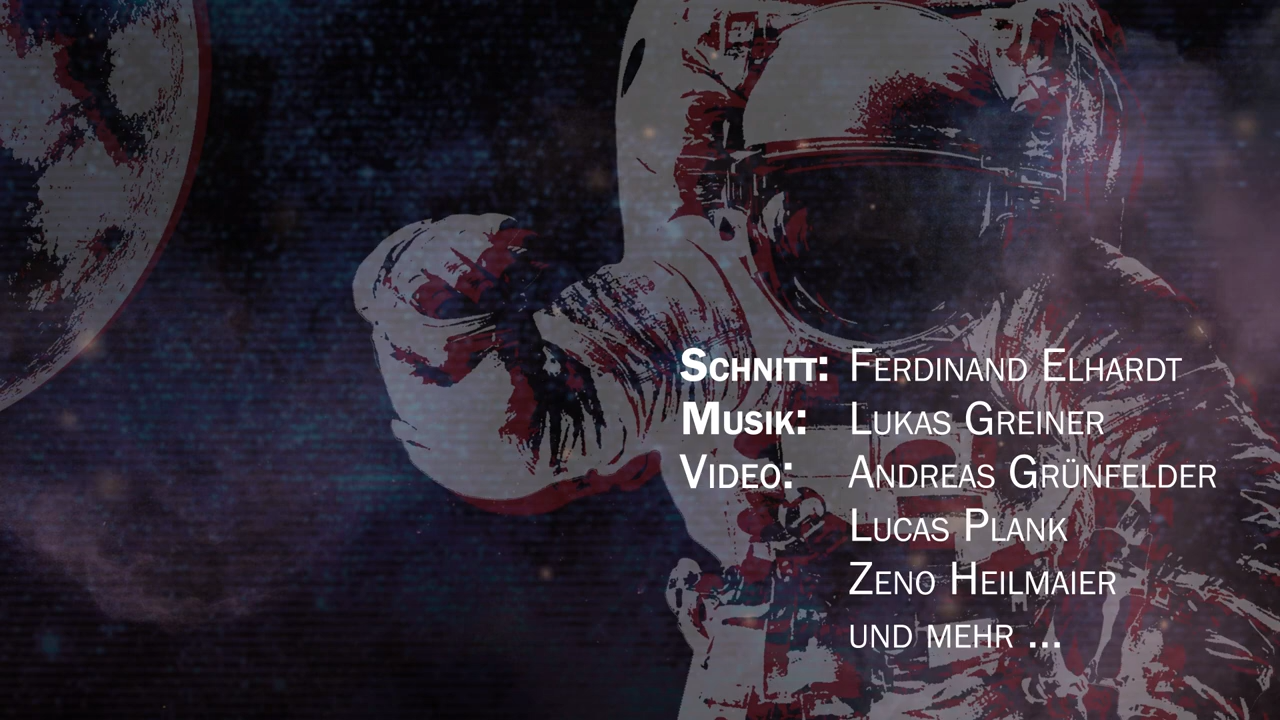 Schnitt: Ferdinand Elhardt
Musik: Lukas Greiner
Video: Andreas Grünfelder
Lucas Plank
Zeno Heilmaier
und mehr ...